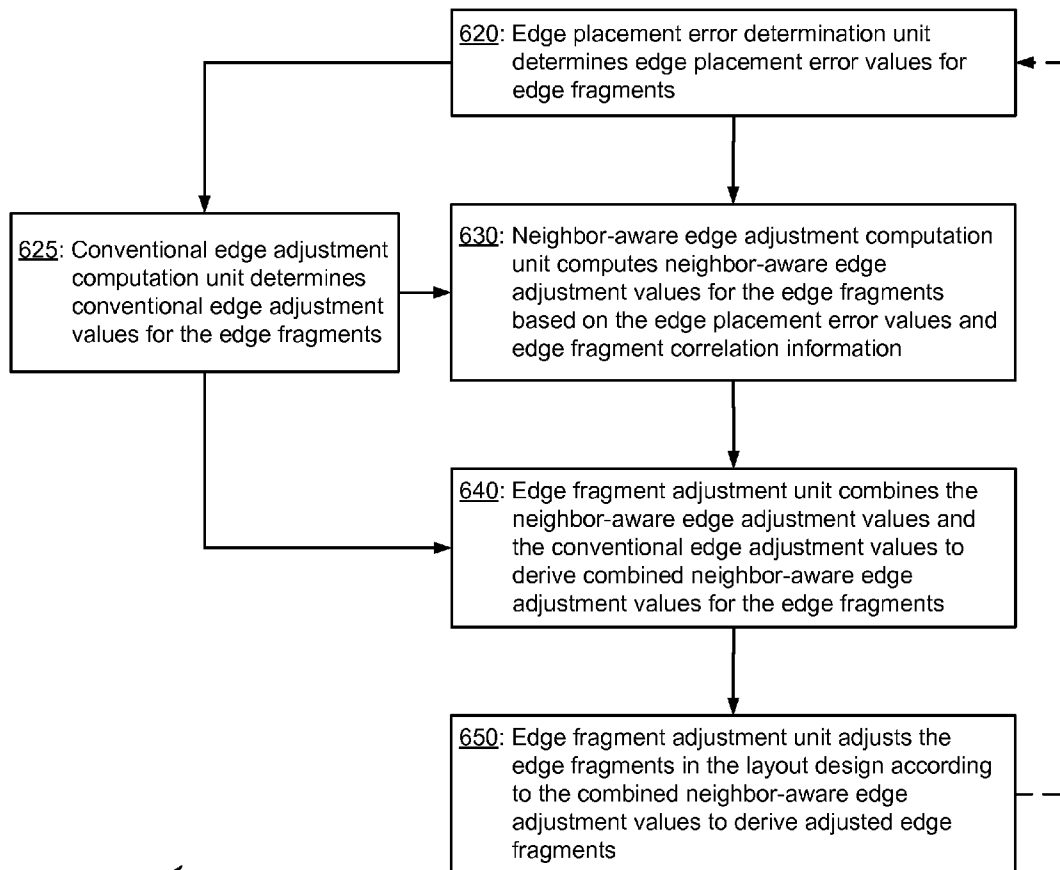 620: Edge placement error determination unit
determines edge placement error values for
edge fragments
625: Conventional edge adjustment
computation unit determines
conventional edge adjustment
values for the edge fragments
630: Neighbor-aware edge adjustment computation
unit computes neighbor-aware edge
adjustment values for the edge fragments
based on the edge placement error values and
edge fragment correlation information
640: Edge fragment adjustment unit combines the
neighbor-aware edge adjustment values and
the conventional edge adjustment values to
derive combined neighbor-aware edge
adjustment values for the edge fragments
650: Edge fragment adjustment unit adjusts the
edge fragments in the layout design according
to the combined neighbor-aware edge
adjustment values to derive adjusted edge
fragments